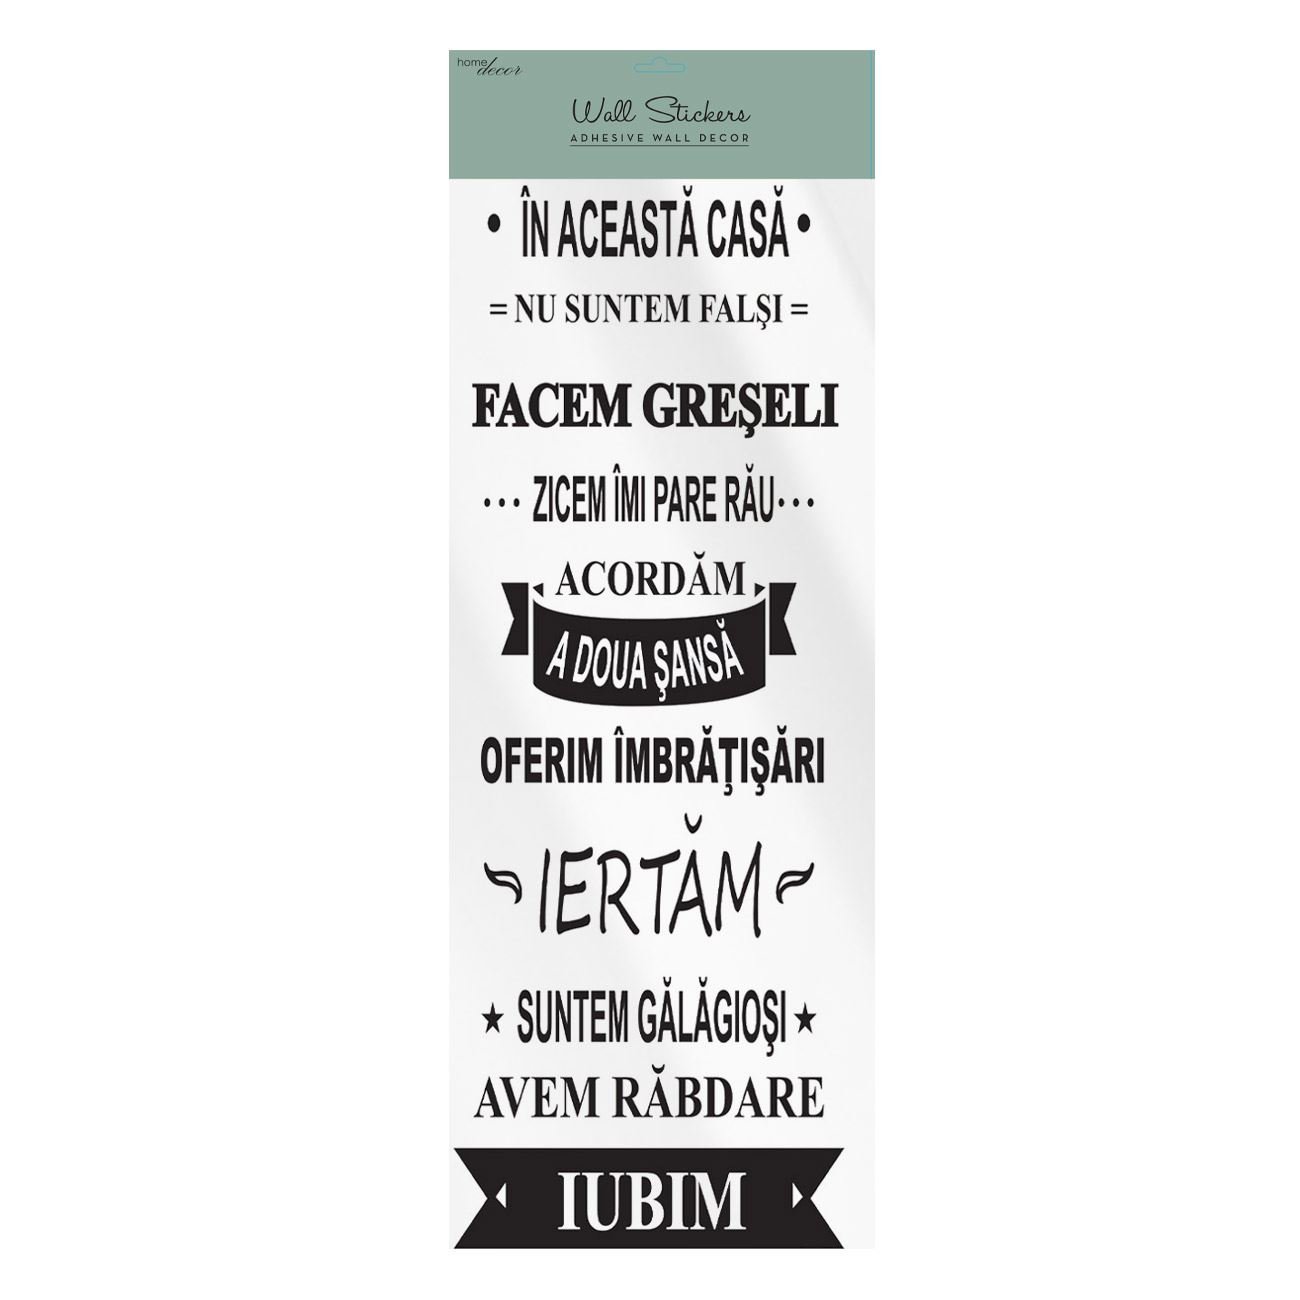 home decor
Wall Stickers
ADHESIVE WALL DECOR
• ÎN ACEASTĂ CASĂ •
= NU SUNTEM FALŞI =
FACEM GREŞELI
... ZICEM ÎMI PARE RĂU...
ACORDĂM
A DOUA ŞANSĂ
OFERIM ÎMBRĂŢIŞĂRI
IERTĂM
★ SUNTEM GĂLĂGIOŞI ★
AVEM RĂBDARE
IUBIM